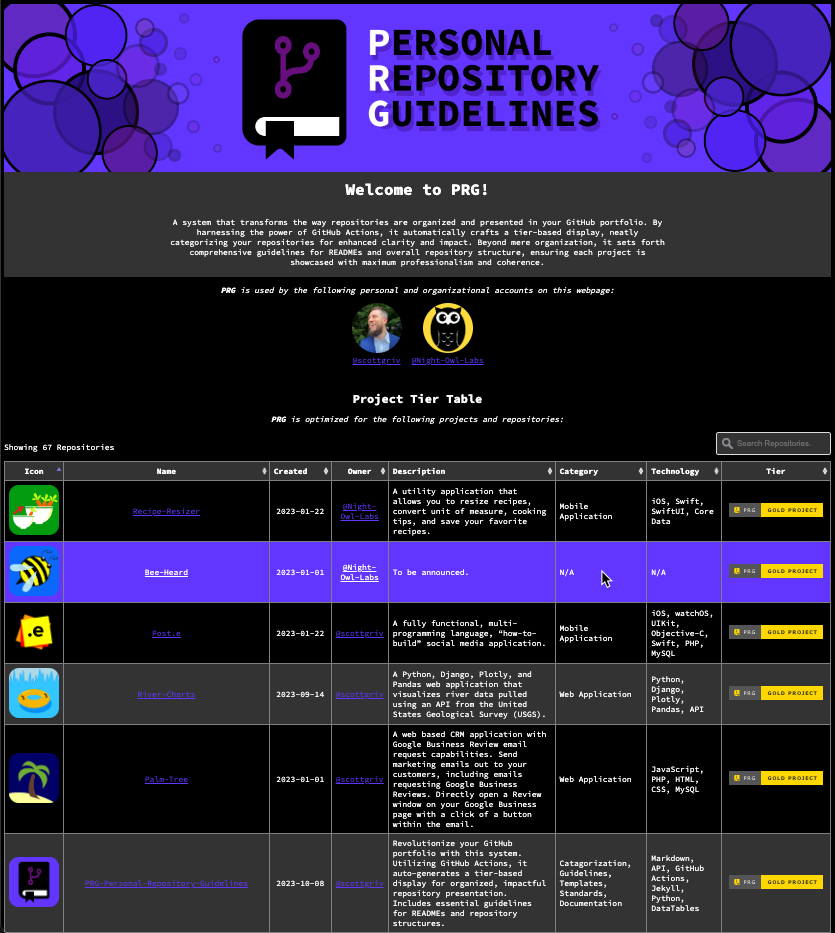 PERSONAL
REPOSITORY
GUIDELINES
Welcome to PRG!
A system that transforms the way repositories are organized and presented in your GitHub portfolio. By
harnessing the power of GitHub Actions, it automatically crafts a tier-based display, neatly
categorizing your repositories for enhanced clarity and impact. Beyond mere organization, it sets forth
comprehensive guidelines for READMEs and overall repository structure, ensuring each project is
showcased with maximum professionalism and coherence.
PRG is used by the following personal and organizational accounts on this webpage:
@scottgriv @Night-Owl-Labs
Project Tier Table
PRG is optimized for the following projects and repositories:
Showing 67 Repositories
Search Repositories.
Icon Name Created Owner Description Category Technology Tier
Recipe-Resizer
2023-01-22
@Night-
Owl-Labs
A utility application that
allows you to resize recipes,
convert unit of measure, cooking
tips, and save your favorite
recipes.
Mobile
Application
iOS, Swift,
SwiftUI, Core
Data
PRG GOLD PROJECT
Bee-Heard
2023-01-01
@Night-
Owl-Labs
To be announced.
N/A
N/A
PRG GOLD PROJECT
.e
Post.e
2023-01-22
@scottgriv
A fully functional, multi-
programming language, “how-to-
build” social media application.
Mobile
Application
iOS, watchOS,
UIKit,
Objective-C,
Swift, PHP,
MySQL
PRG GOLD PROJECT
River-Charts
2023-09-14
@scottgriv
A Python, Django, Plotly, and
Pandas web application that
visualizes river data pulled
using an API from the United
States Geological Survey (USGS).
Web Application
Python,
Django,
Plotly,
Pandas, API
PRG GOLD PROJECT
Palm-Tree
2023-01-01
@scottgriv
A web based CRM application with
Google Business Review email
request capabilities. Send
marketing emails out to your
customers, including emails
requesting Google Business
Reviews. Directly open a Review
window on your Google Business
page with a click of a button
within the email.
Web Application
JavaScript,
PHP, HTML,
CSS, MySQL
PRG GOLD PROJECT
PRG-Personal-Repository-Guidelines
2023-10-08
@scottgriv
Revolutionize your GitHub
portfolio with this system.
Utilizing GitHub Actions, it
auto-generates a tier-based
display for organized, impactful
repository presentation.
Includes essential guidelines
for READMEs and repository
structures.
Catagorization,
Guidelines,
Templates,
Standards,
Documentation
Markdown,
API, GitHub
Actions,
Jekyll,
Python,
DataTables
PRG GOLD PROJECT